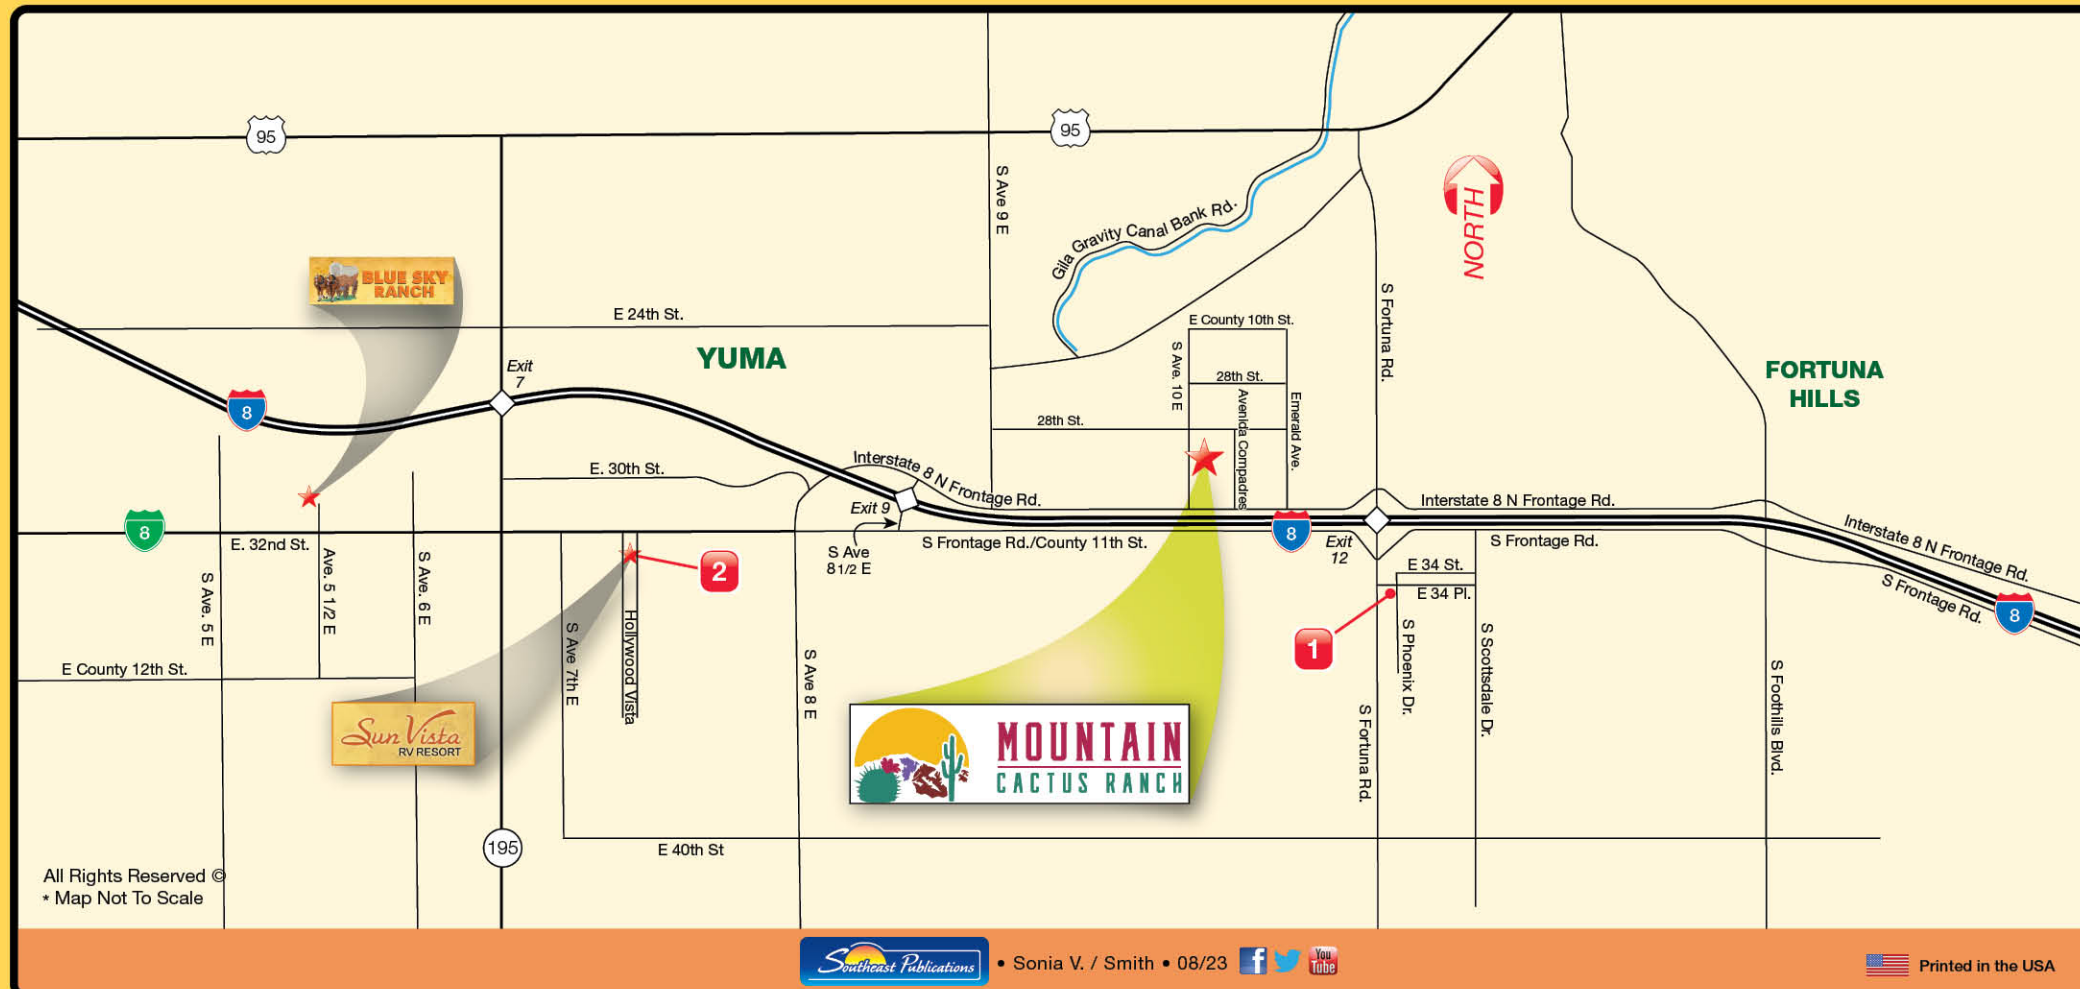 95
95
S Ave 9 E
Gila Gravity Canal Bank Rd.
NORTH
BLUE SKY
RANCH
E 24th St.
YUMA
Exit
7
E County 10th St.
S Fortuna Rd.
S Ave. 10 E
28th St.
Avenida Compadres
Emerald Ave.
28th St.
FORTUNA
HILLS
8
E. 30th St.
Interstate 8 N Frontage Rd.
Exit 9
Interstate 8 N Frontage Rd.
8
E. 32nd St.
S Ave
8 1/2 E
S Frontage Rd./County 11th St.
8
Exit
12
S Frontage Rd.
Interstate 8 N Frontage Rd.
S Frontage Rd.
8
S Ave. 5 E
Ave. 5 1/2 E
S Ave. 6 E
2
E 34 St.
E 34 Pl.
1
S Ave 7th E
Hollywood Vista
S Ave 8 E
S Phoenix Dr.
S Scottsdale Dr.
S Foothills Blvd.
E County 12th St.
Sun Vista
RV RESORT
MOUNTAIN
CACTUS RANCH
S Fortuna Rd.
195
E 40th St
All Rights Reserved ©
* Map Not To Scale
Southeast Publications
• Sonia V. / Smith • 08/23
f
You
Tube
Printed in the USA